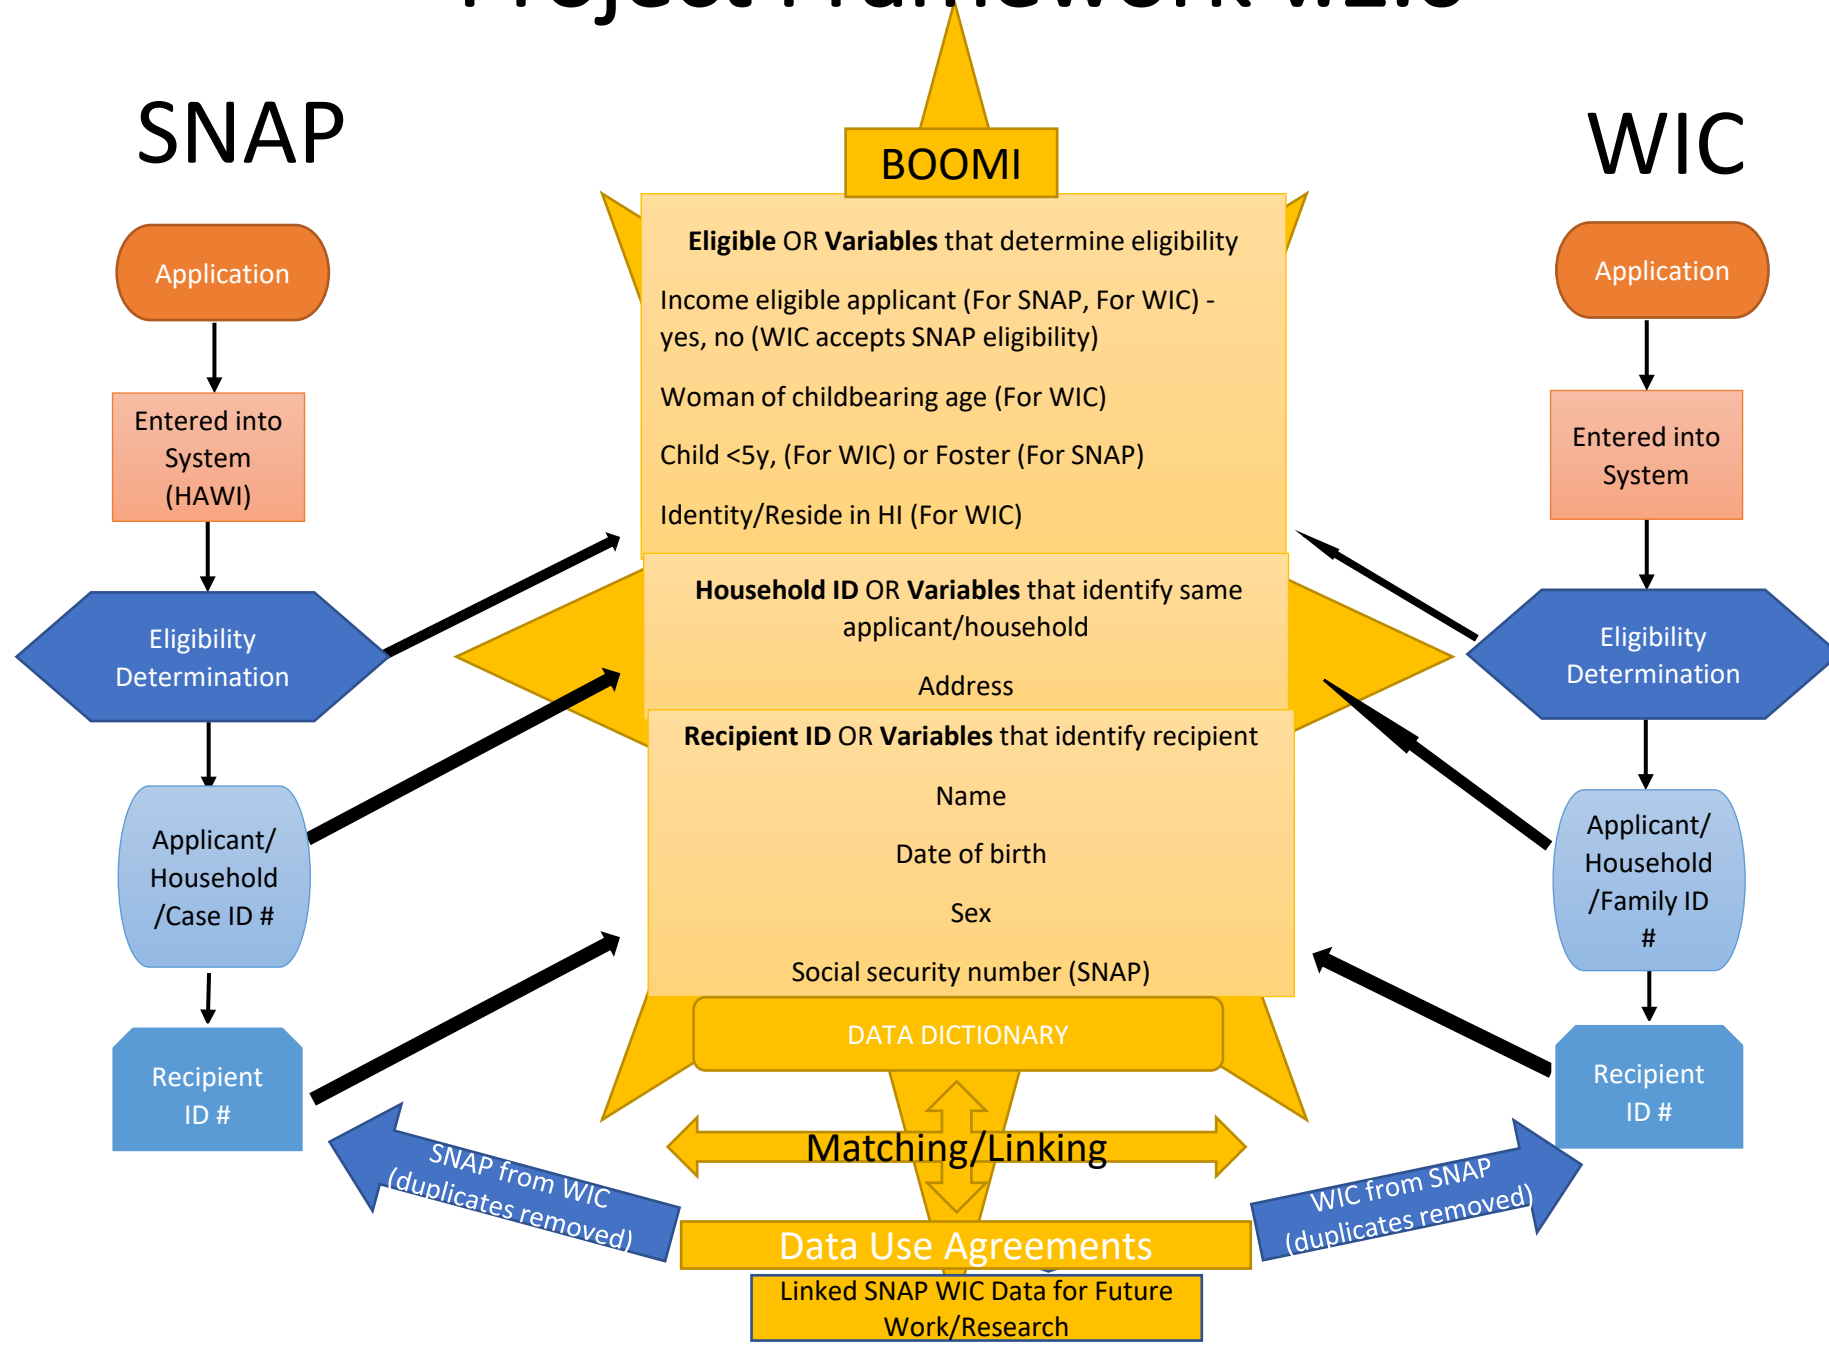 Project Framework v.2.0
SNAP
WIC
BOOMI
Application
Entered into
System
(HAWI)
Eligibility
Determination
Applicant/
Household
/Case ID #
Recipient
ID #
Eligible OR Variables that determine eligibility
Income eligible applicant (For SNAP, For WIC) -
yes, no (WIC accepts SNAP eligibility)
Woman of childbearing age (For WIC)
Child <5y, (For WIC) or Foster (For SNAP)
Identity/Reside in HI (For WIC)
Household ID OR Variables that identify same
applicant/household
Address
Recipient ID OR Variables that identify recipient
Name
Date of birth
Sex
Social security number (SNAP)
DATA DICTIONARY
Matching/Linking
Data Use Agreements
Linked SNAP WIC Data for Future
Work/Research
Application
Entered into
System
Eligibility
Determination
Applicant/
Household
/Family ID
#
Recipient
ID #
SNAP from WIC
(duplicates removed)
WIC from SNAP
(duplicates removed)